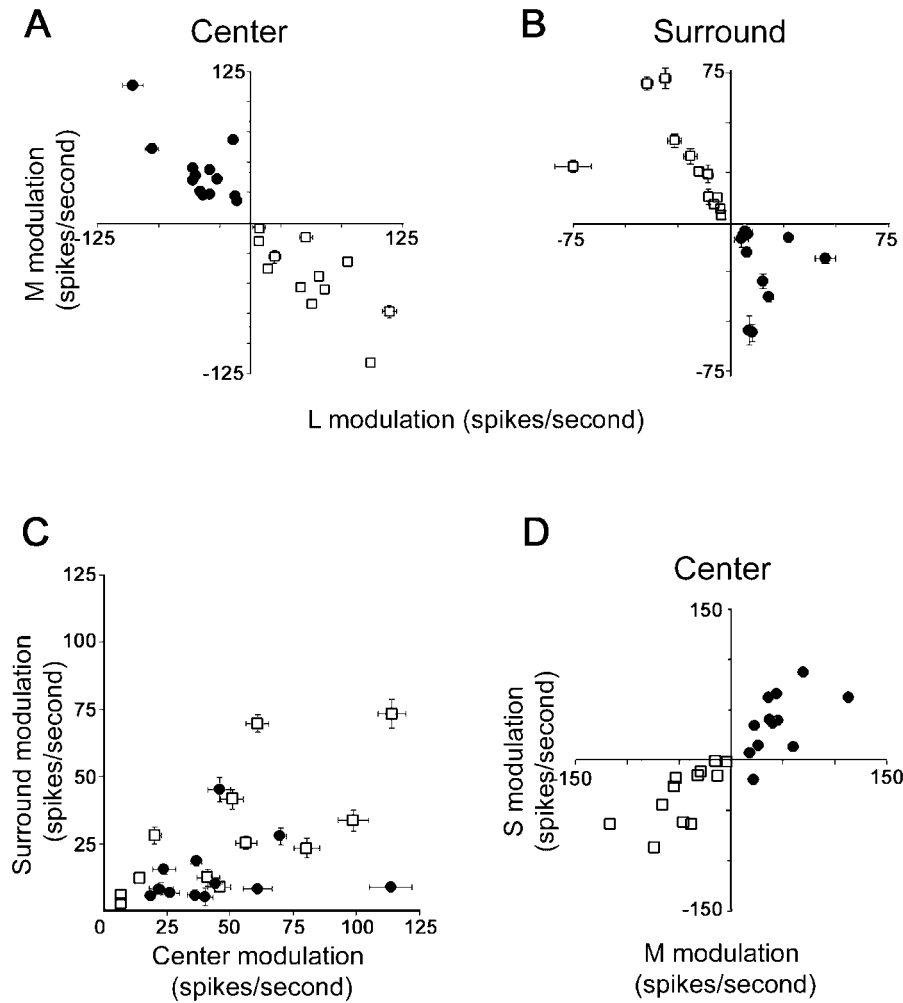 A
Center
M modulation
(spikes/second)
125
-125
125
-125
B
Surround
75
-75
75
-75
L modulation (spikes/second)
C
Surround modulation
(spikes/second)
125
100
75
50
25
0
25
50
75
100
125
Center modulation
(spikes/second)
D
Center
S modulation
(spikes/second)
150
-150
150
-150
M modulation
(spikes/second)